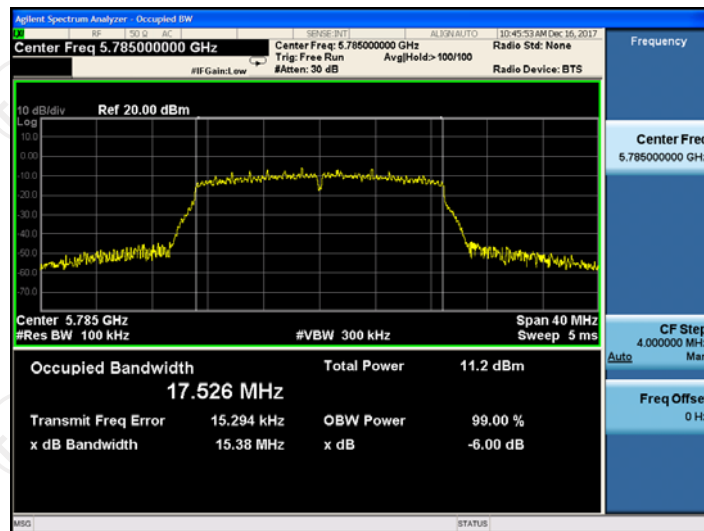 Agilent Spectrum Analyzer - Occupied BW
RF 50 Ω AC SENSE:INT ALIGNAUTO 10:45:53 AM Dec 16, 2017
Center Freq 5.785000000 GHz
Center Freq: 5.785000000 GHz Radio Std: None
Trig: Free Run Avg|Hold:>100/100
#IFGain:Low #Atten: 30 dB Radio Device: BTS
10 dB/div Ref 20.00 dBm
Log
10.0
0.00
-10.0
-20.0
-30.0
-40.0
-50.0
-60.0
-70.0
Center 5.785 GHz Span 40 MHz
#Res BW 100 kHz #VBW 300 kHz Sweep 5 ms
Occupied Bandwidth Total Power 11.2 dBm
17.526 MHz
Transmit Freq Error 15.294 kHz OBW Power 99.00 %
x dB Bandwidth 15.38 MHz x dB -6.00 dB
Frequency
Center Freq
5.785000000 GHz
CF Step
4.000000 MHz
Auto Man
Freq Offse
0 Hz
MSG STATUS